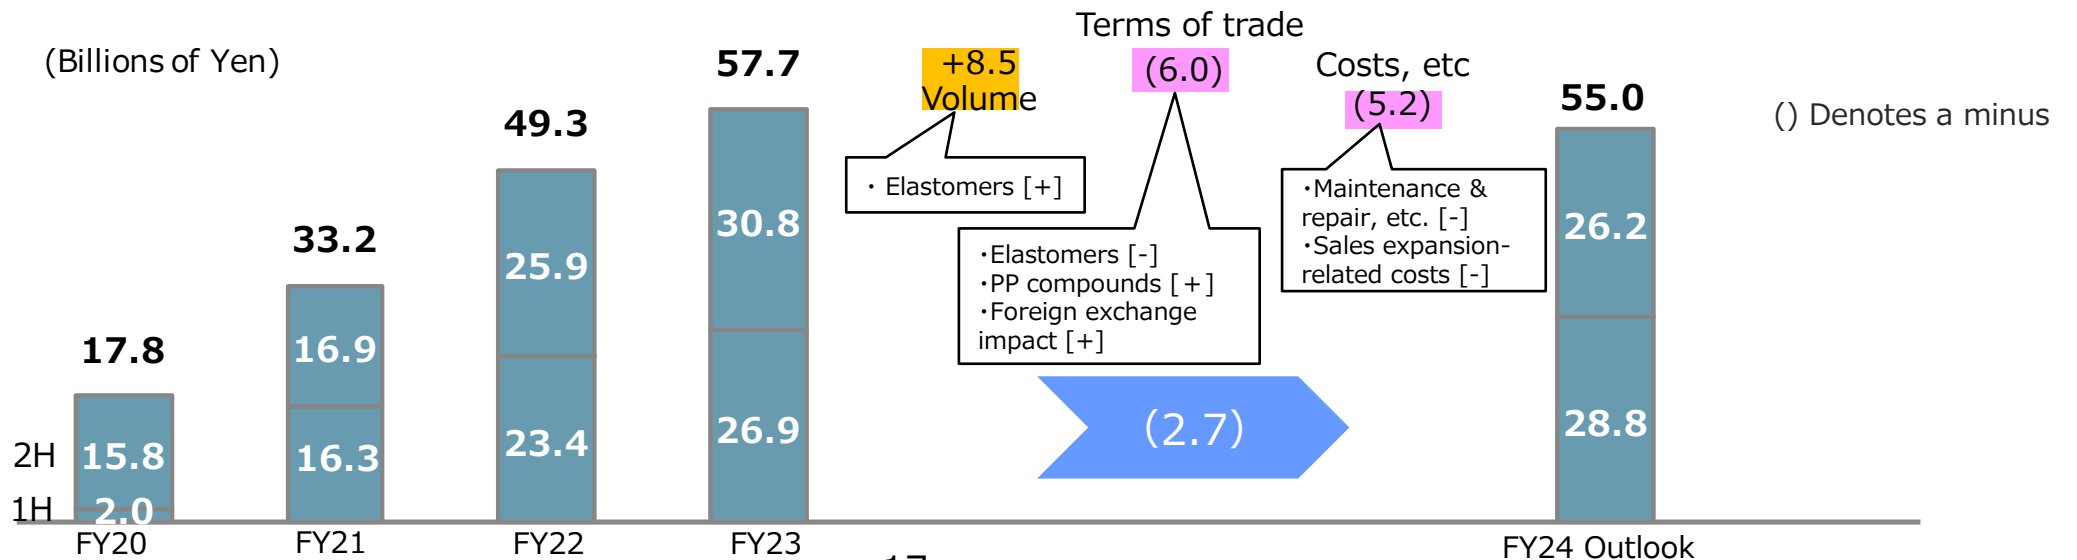 Terms of trade
(Billions of Yen)
57.7
+8.5
Volume
(6.0)
Costs, etc
(5.2)
55.0
() Denotes a minus
49.3
・ Elastomers [+]
・Maintenance &
repair, etc. [-]
・Sales expansion-
related costs [-]
33.2
30.8
26.2
25.9
・Elastomers [-]
・PP compounds [+]
・Foreign exchange
impact [+]
17.8
16.9
(2.7)
28.8
26.9
23.4
16.3
2H
15.8
1H
2.0
FY20
FY21
FY22
FY23
FY24 Outlook